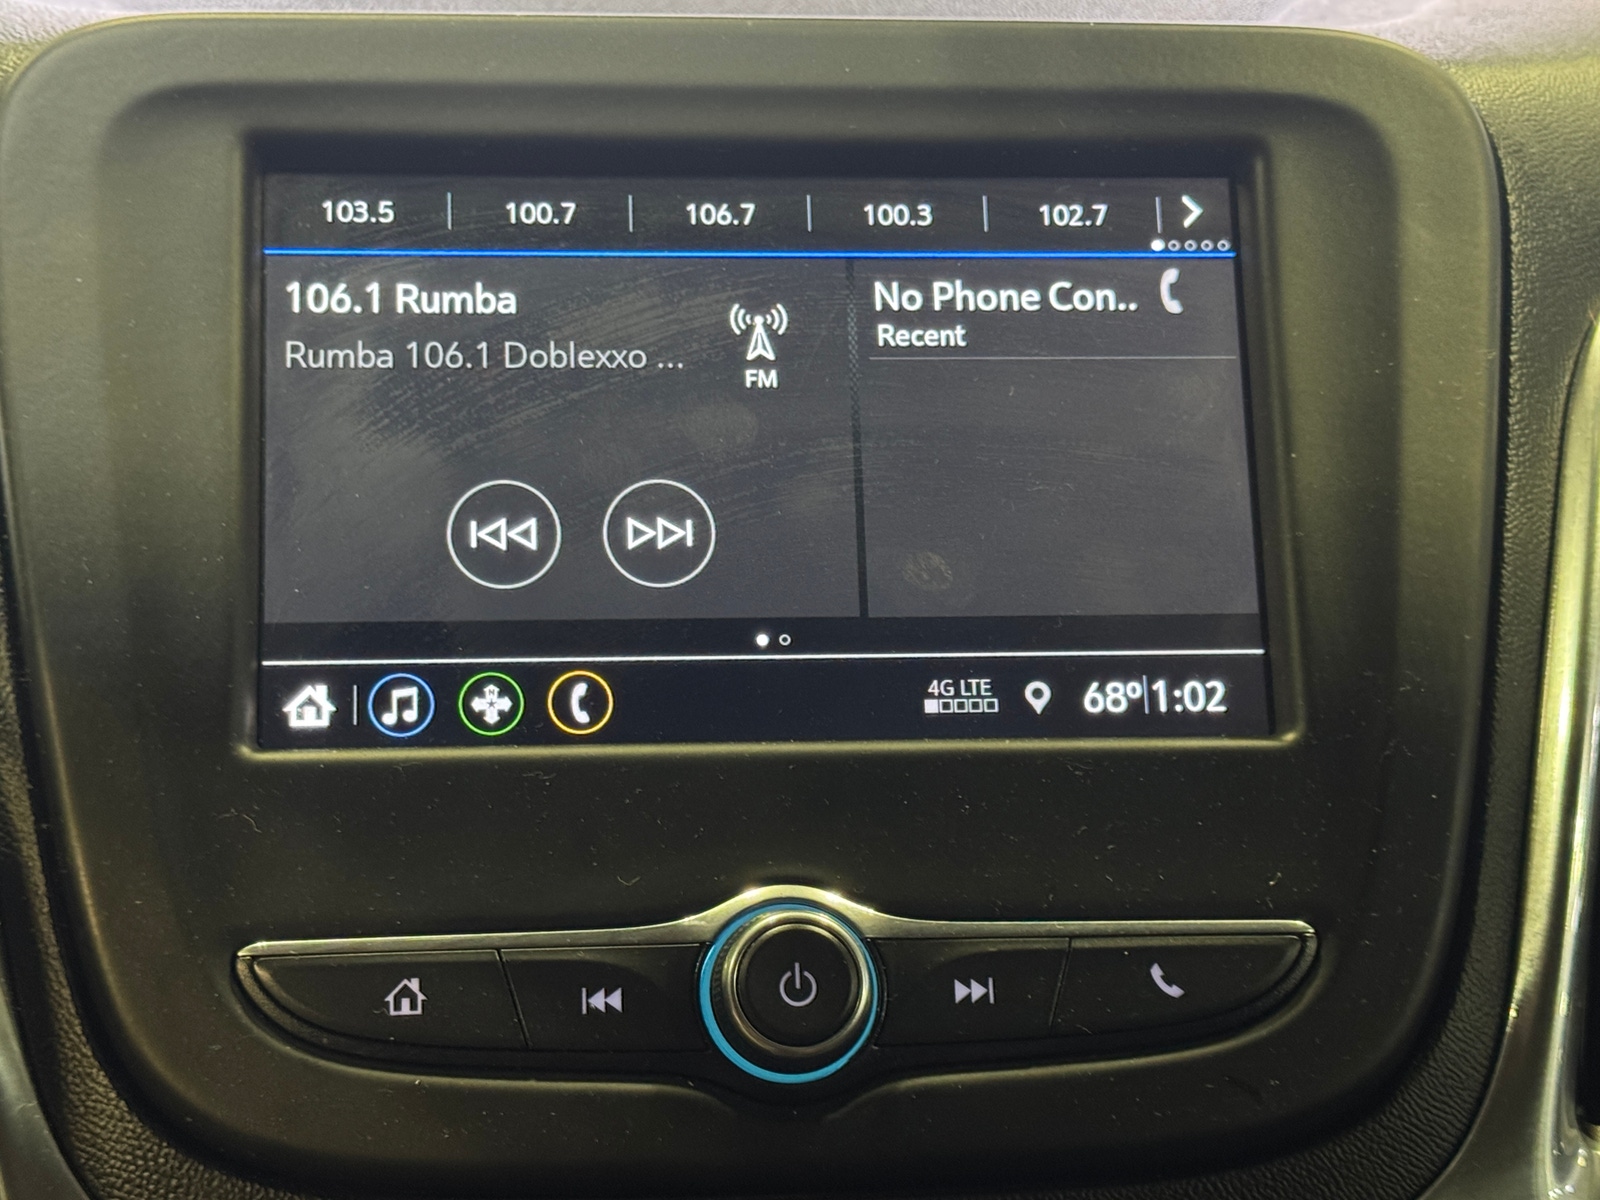 103.5 100.7 106.7 100.3 102.7
106.1 Rumba
Rumba 106.1 Doblexxo ...
FM
No Phone Con..
Recent
4G LTE
68º 1:02